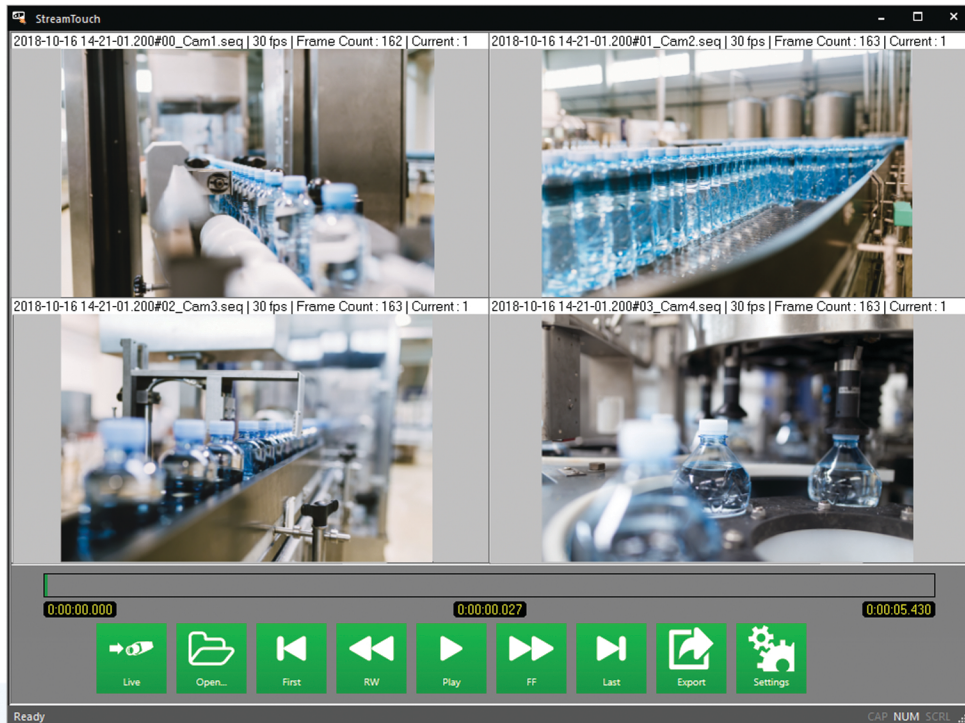 StreamTouch
2018-10-16 14-21-01.200#00_Cam1.seq | 30 fps | Frame Count : 162 | Current : 1
2018-10-16 14-21-01.200#01_Cam2.seq | 30 fps | Frame Count : 163 | Current : 1
2018-10-16 14-21-01.200#02_Cam3.seq | 30 fps | Frame Count : 163 | Current : 1
2018-10-16 14-21-01.200#03_Cam4.seq | 30 fps | Frame Count : 163 | Current : 1
0:00:00.000
0:00:00.027
0:00:05.430
Live
Open...
First
RW
Play
FF
Last
Export
Settings
Ready
CAP NUM SCRL